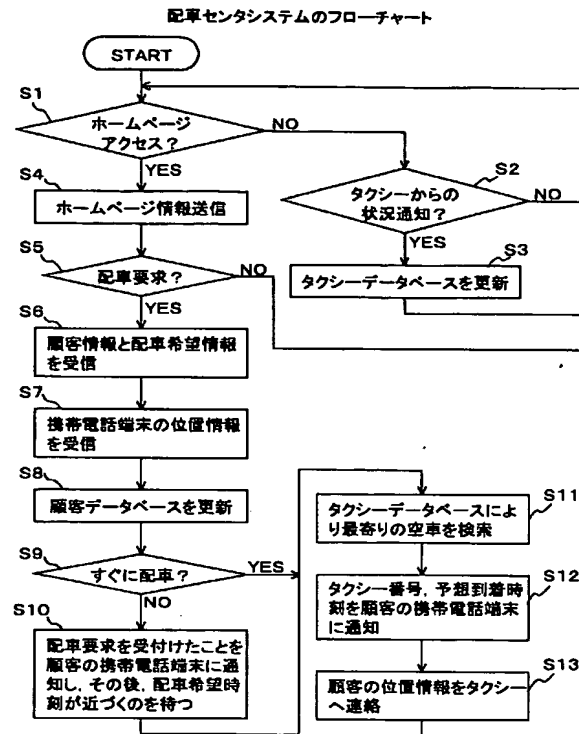 配車センタシステムのフローチャート
START
S1
ホームページ
アクセス？
NO
YES
S2
タクシーからの
状況通知？
NO
YES
S3
タクシーデータベースを更新
S4
ホームページ情報送信
S5
配車要求？
NO
YES
S6
顧客情報と配車希望情報
を受信
S7
携帯電話端末の位置情報
を受信
S8
顧客データベースを更新
S9
すぐに配車？
YES
NO
S10
配車要求を受付けたことを
顧客の携帯電話端末に通
知し，その後，配車希望時
刻が近づくのを待つ
S11
タクシーデータベースによ
り最寄りの空車を検索
S12
タクシー番号，予想到着時
刻を顧客の携帯電話端末
に通知
S13
顧客の位置情報をタクシー
へ連絡